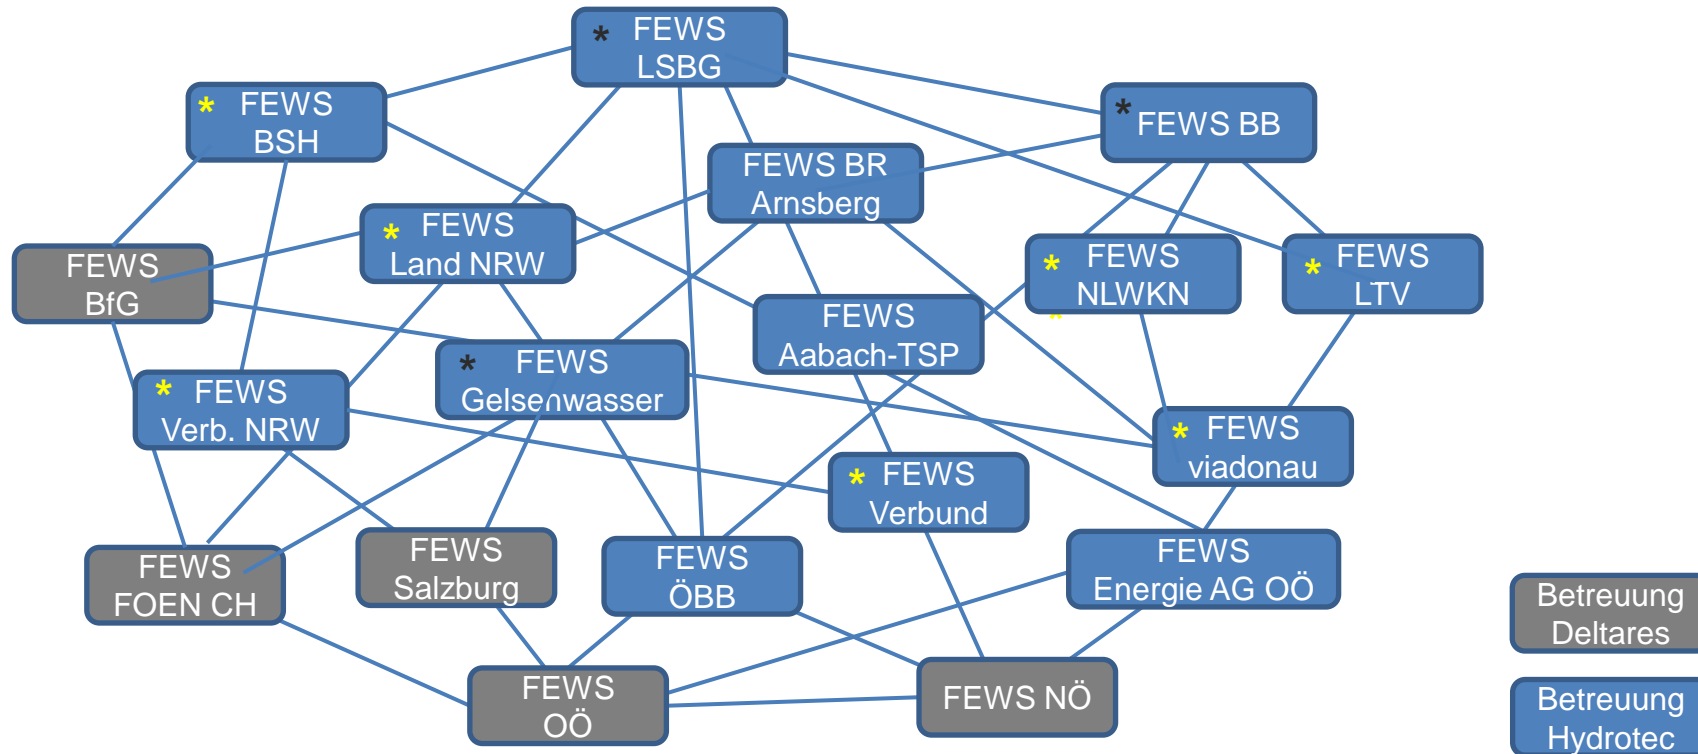 * FEWS
LSBG
* FEWS
BSH
* FEWS BB
FEWS BR
Arnsberg
* FEWS
Land NRW
FEWS
BfG
* FEWS
NLWKN
*
* FEWS
LTV
FEWS
Aabach-TSP
* FEWS
Gelsenwasser
* FEWS
Verb. NRW
* FEWS
viadonau
* FEWS
Verbund
FEWS
FOEN CH
FEWS
Salzburg
FEWS
ÖBB
FEWS
Energie AG OÖ
FEWS
OÖ
FEWS NÖ
Betreuung
Deltares
Betreuung
Hydrotec